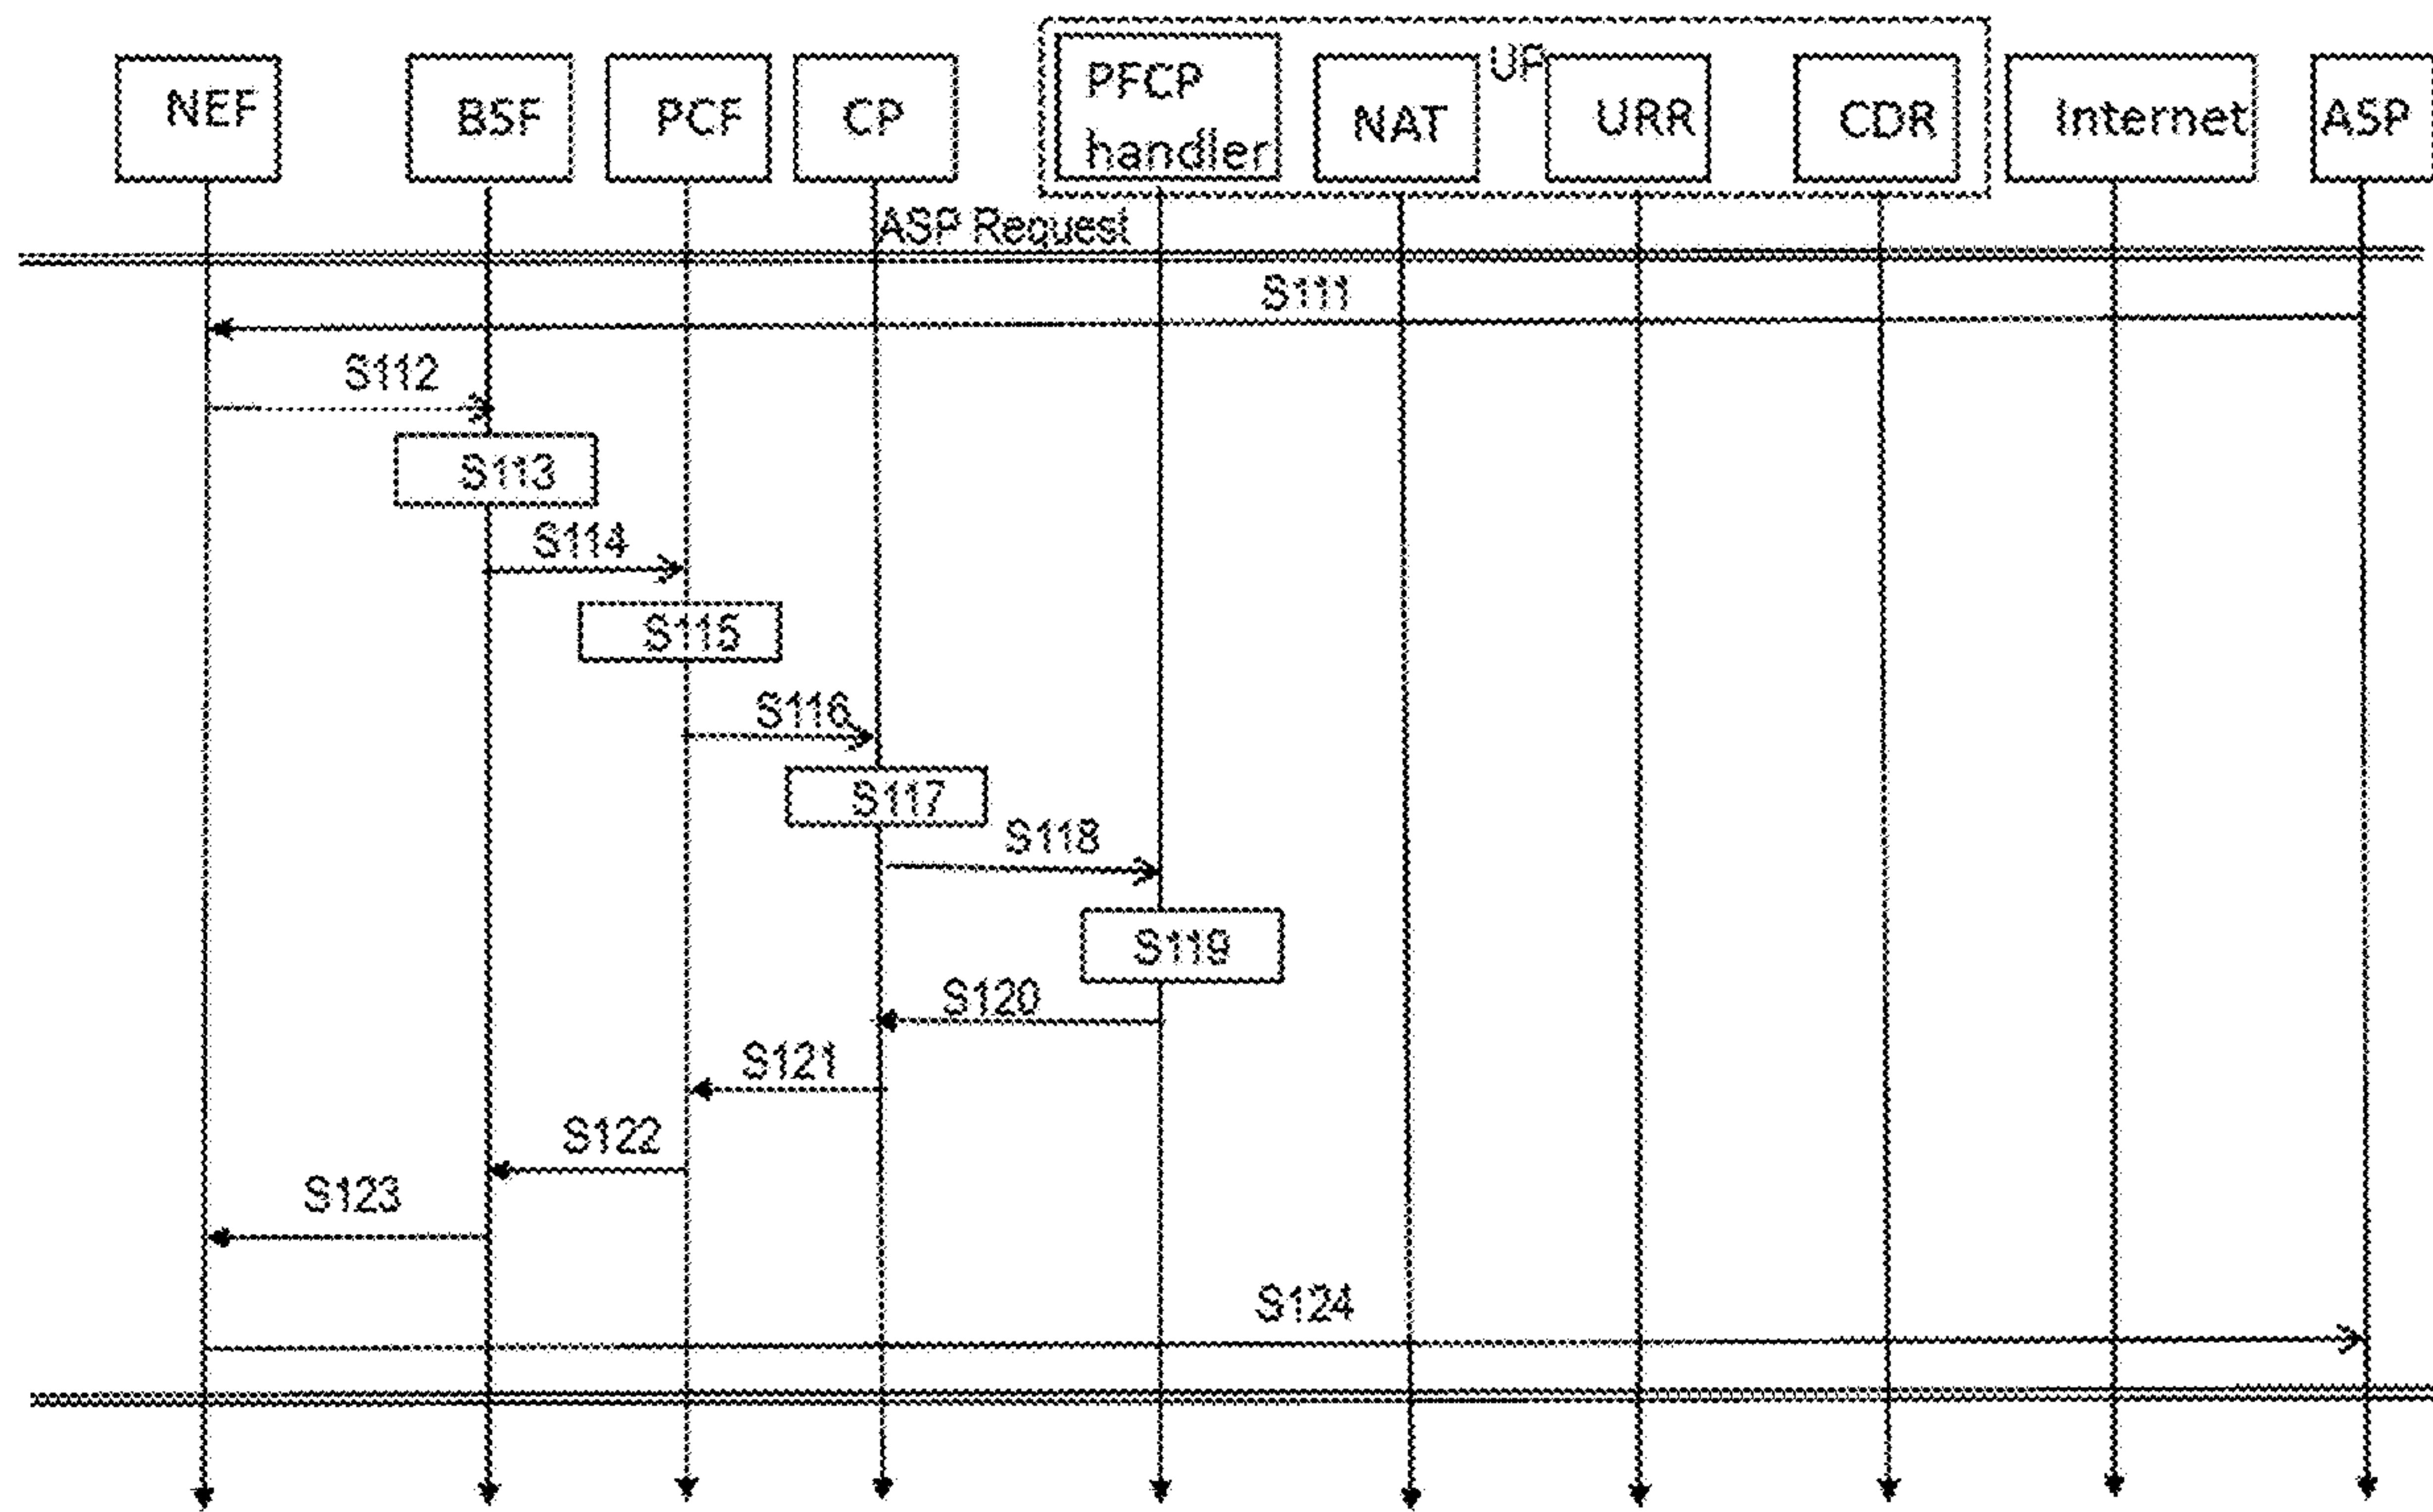 NEF
BSF
PCF
CP
PFCP
handler
NAT
UP
URR
CDR
Internet
ASP
ASP Request
S111
S112
S113
S114
S115
S116
S117
S118
S119
S120
S121
S122
S123
S124